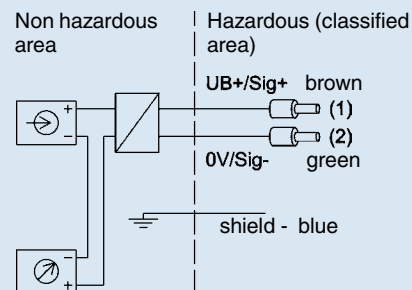 Non hazardous area
Hazardous (classified area)
UB+/Sig+ brown
+ (1)
− (2)
0V/Sig- green
shield - blue
+
−